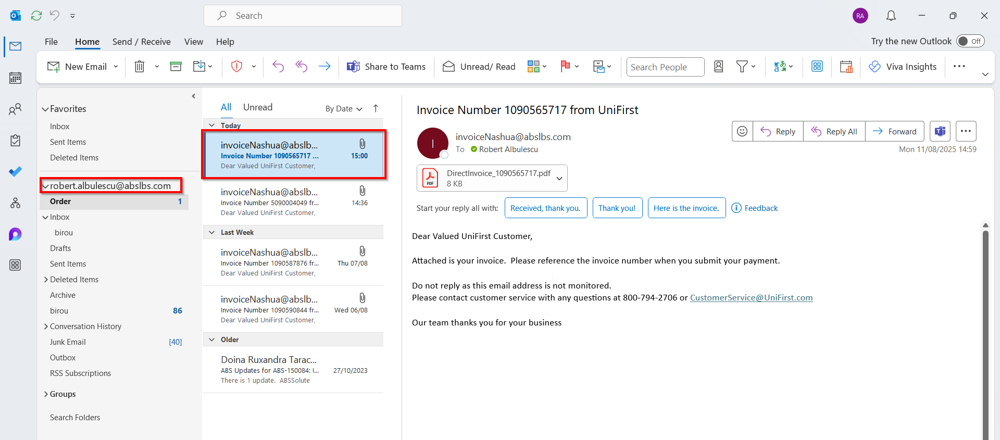 Search
RA
File Home Send / Receive View Help
Try the new Outlook Off
New Email
Share to Teams
Unread/ Read
Search People
Viva Insights
Favorites
Inbox
Sent Items
Deleted Items
robert.albulescu@abslbs.com
Order 1
Inbox
birou
Drafts
Sent Items
Deleted Items
Archive
birou 86
Conversation History
Junk Email [40]
Outbox
RSS Subscriptions
Groups
Search Folders
All Unread By Date
Today
invoiceNashua@abslb...
Invoice Number 1090565717 ... 15:00
Dear Valued UniFirst Customer,
invoiceNashua@abslb...
Invoice Number 5090004049 fr... 14:36
Dear Valued UniFirst Customer,
Last Week
invoiceNashua@abslb...
Invoice Number 1090587876 fr... Thu 07/08
Dear Valued UniFirst Customer,
invoiceNashua@abslb...
Invoice Number 1090590844 fr... Wed 06/08
Dear Valued UniFirst Customer,
Older
Doina Ruxandra Tarac...
ABS Updates for ABS-150084: I... 27/10/2023
There is 1 update. ABSSolute
Invoice Number 1090565717 from UniFirst
I
invoiceNashua@abslbs.com
To Robert Albulescu
Reply Reply All Forward
Mon 11/08/2025 14:59
PDF
DirectInvoice_1090565717.pdf
8 KB
Start your reply all with: Received, thank you. Thank you! Here is the invoice. Feedback
Dear Valued UniFirst Customer,
Attached is your invoice.  Please reference the invoice number when you submit your payment.
Do not reply as this email address is not monitored.
Please contact customer service with any questions at 800-794-2706 or CustomerService@UniFirst.com
Our team thanks you for your business